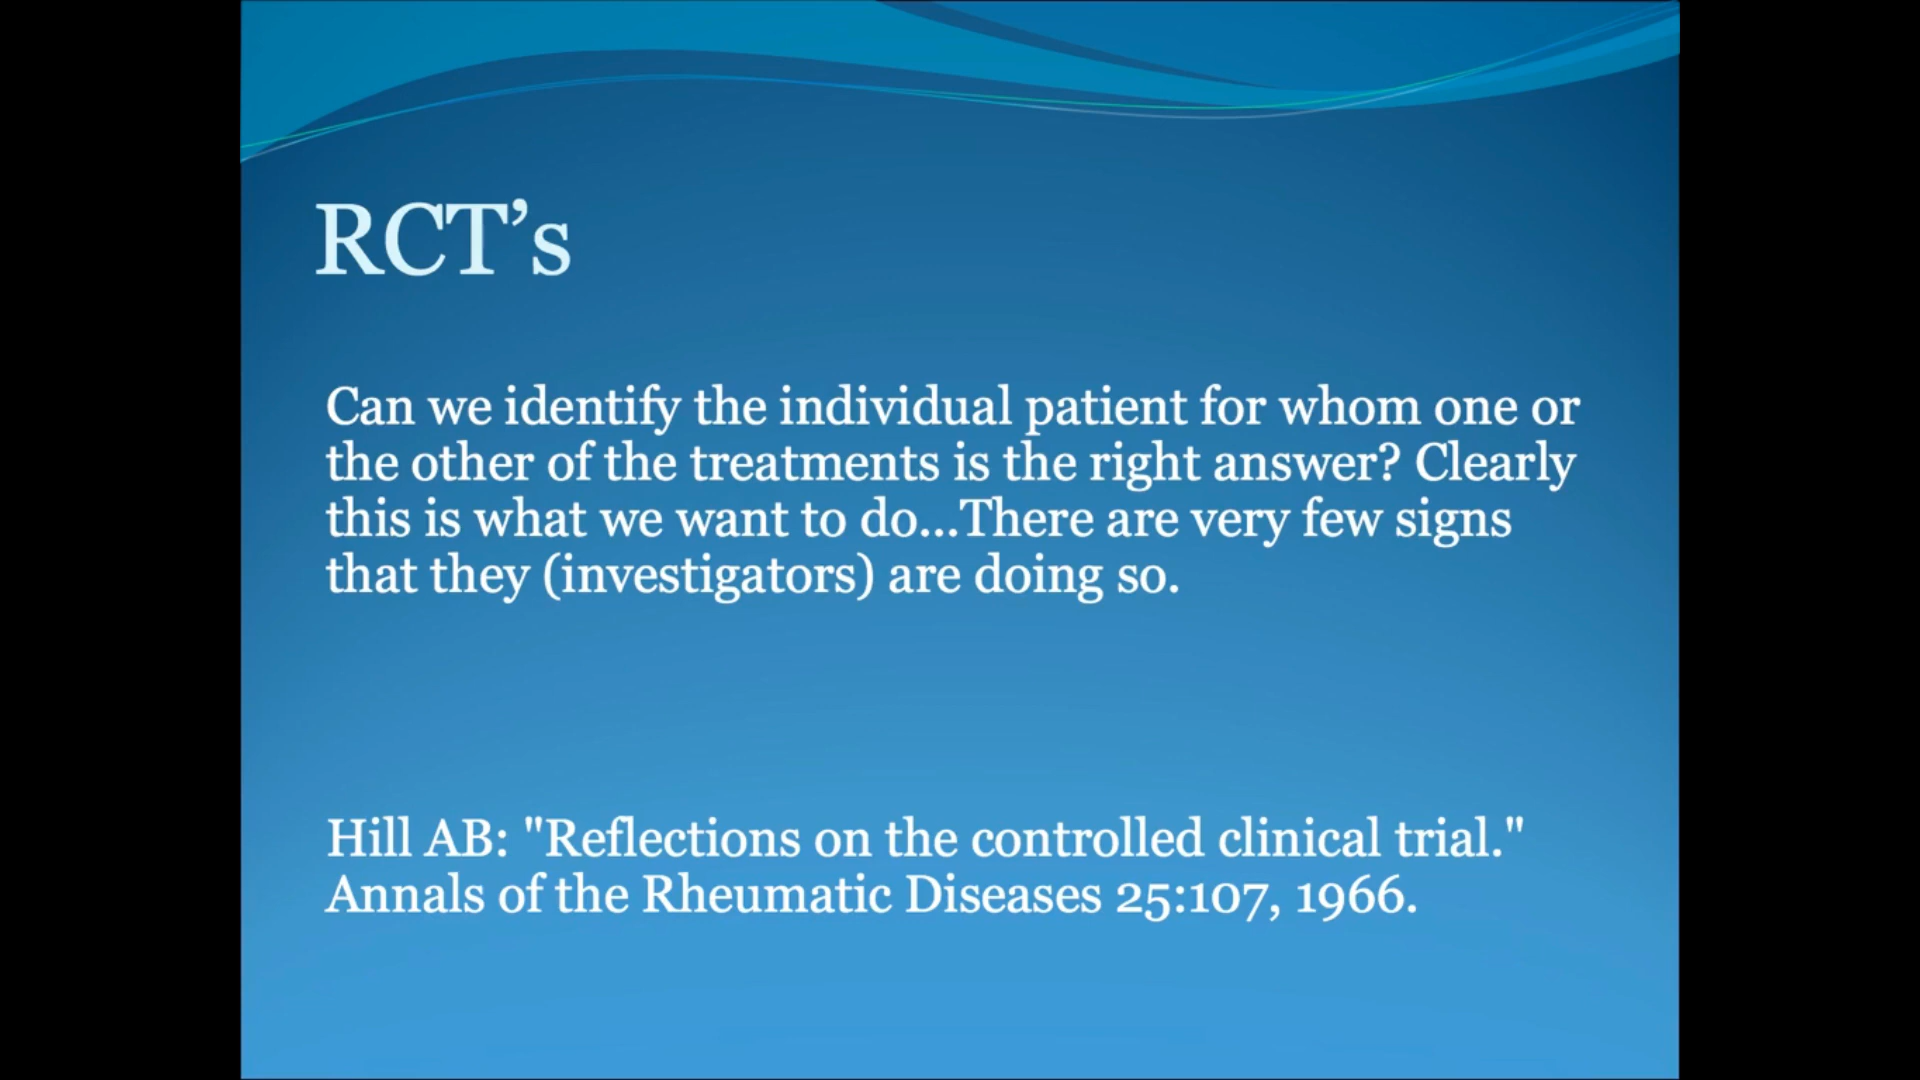 RCT’s
Can we identify the individual patient for whom one or
the other of the treatments is the right answer? Clearly
this is what we want to do...There are very few signs
that they (investigators) are doing so.
Hill AB: "Reflections on the controlled clinical trial."
Annals of the Rheumatic Diseases 25:107, 1966.